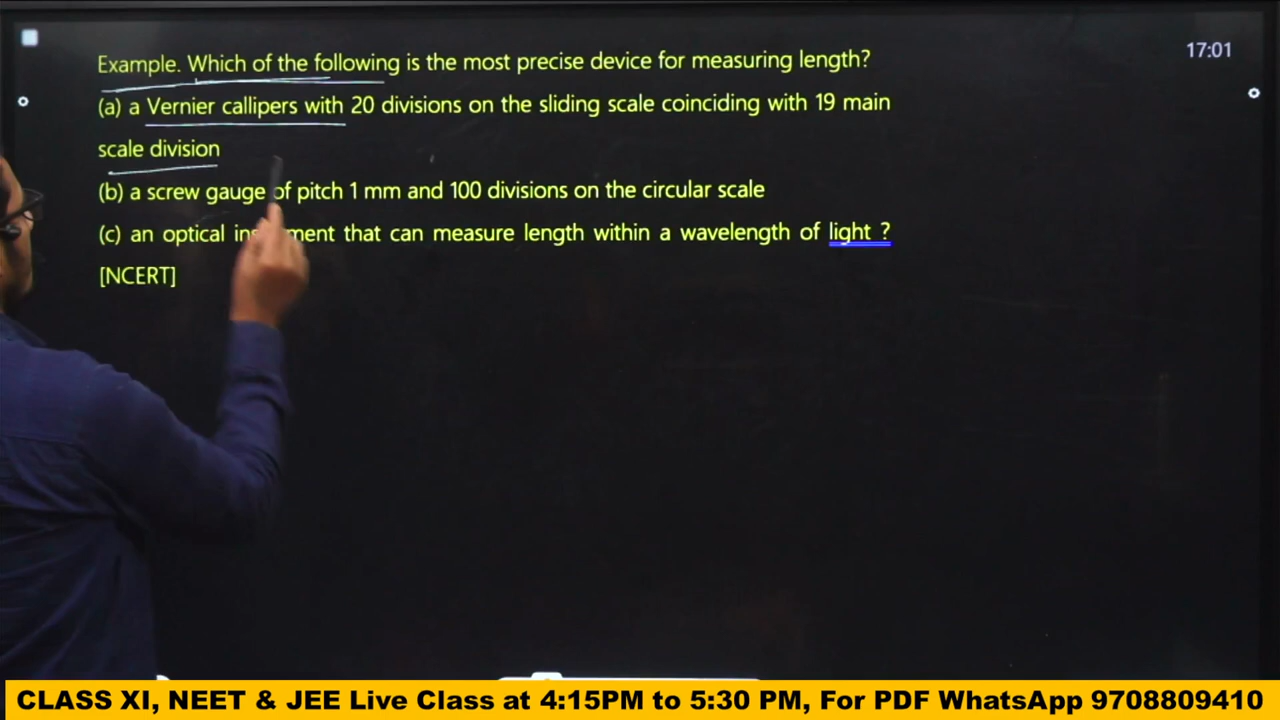 17:01
Example. Which of the following is the most precise device for measuring length?
(a) a Vernier callipers with 20 divisions on the sliding scale coinciding with 19 main
scale division
(b) a screw gauge of pitch 1 mm and 100 divisions on the circular scale
(c) an optical instrument that can measure length within a wavelength of light ?
[NCERT]
CLASS XI, NEET & JEE Live Class at 4:15PM to 5:30 PM, For PDF WhatsApp 9708809410